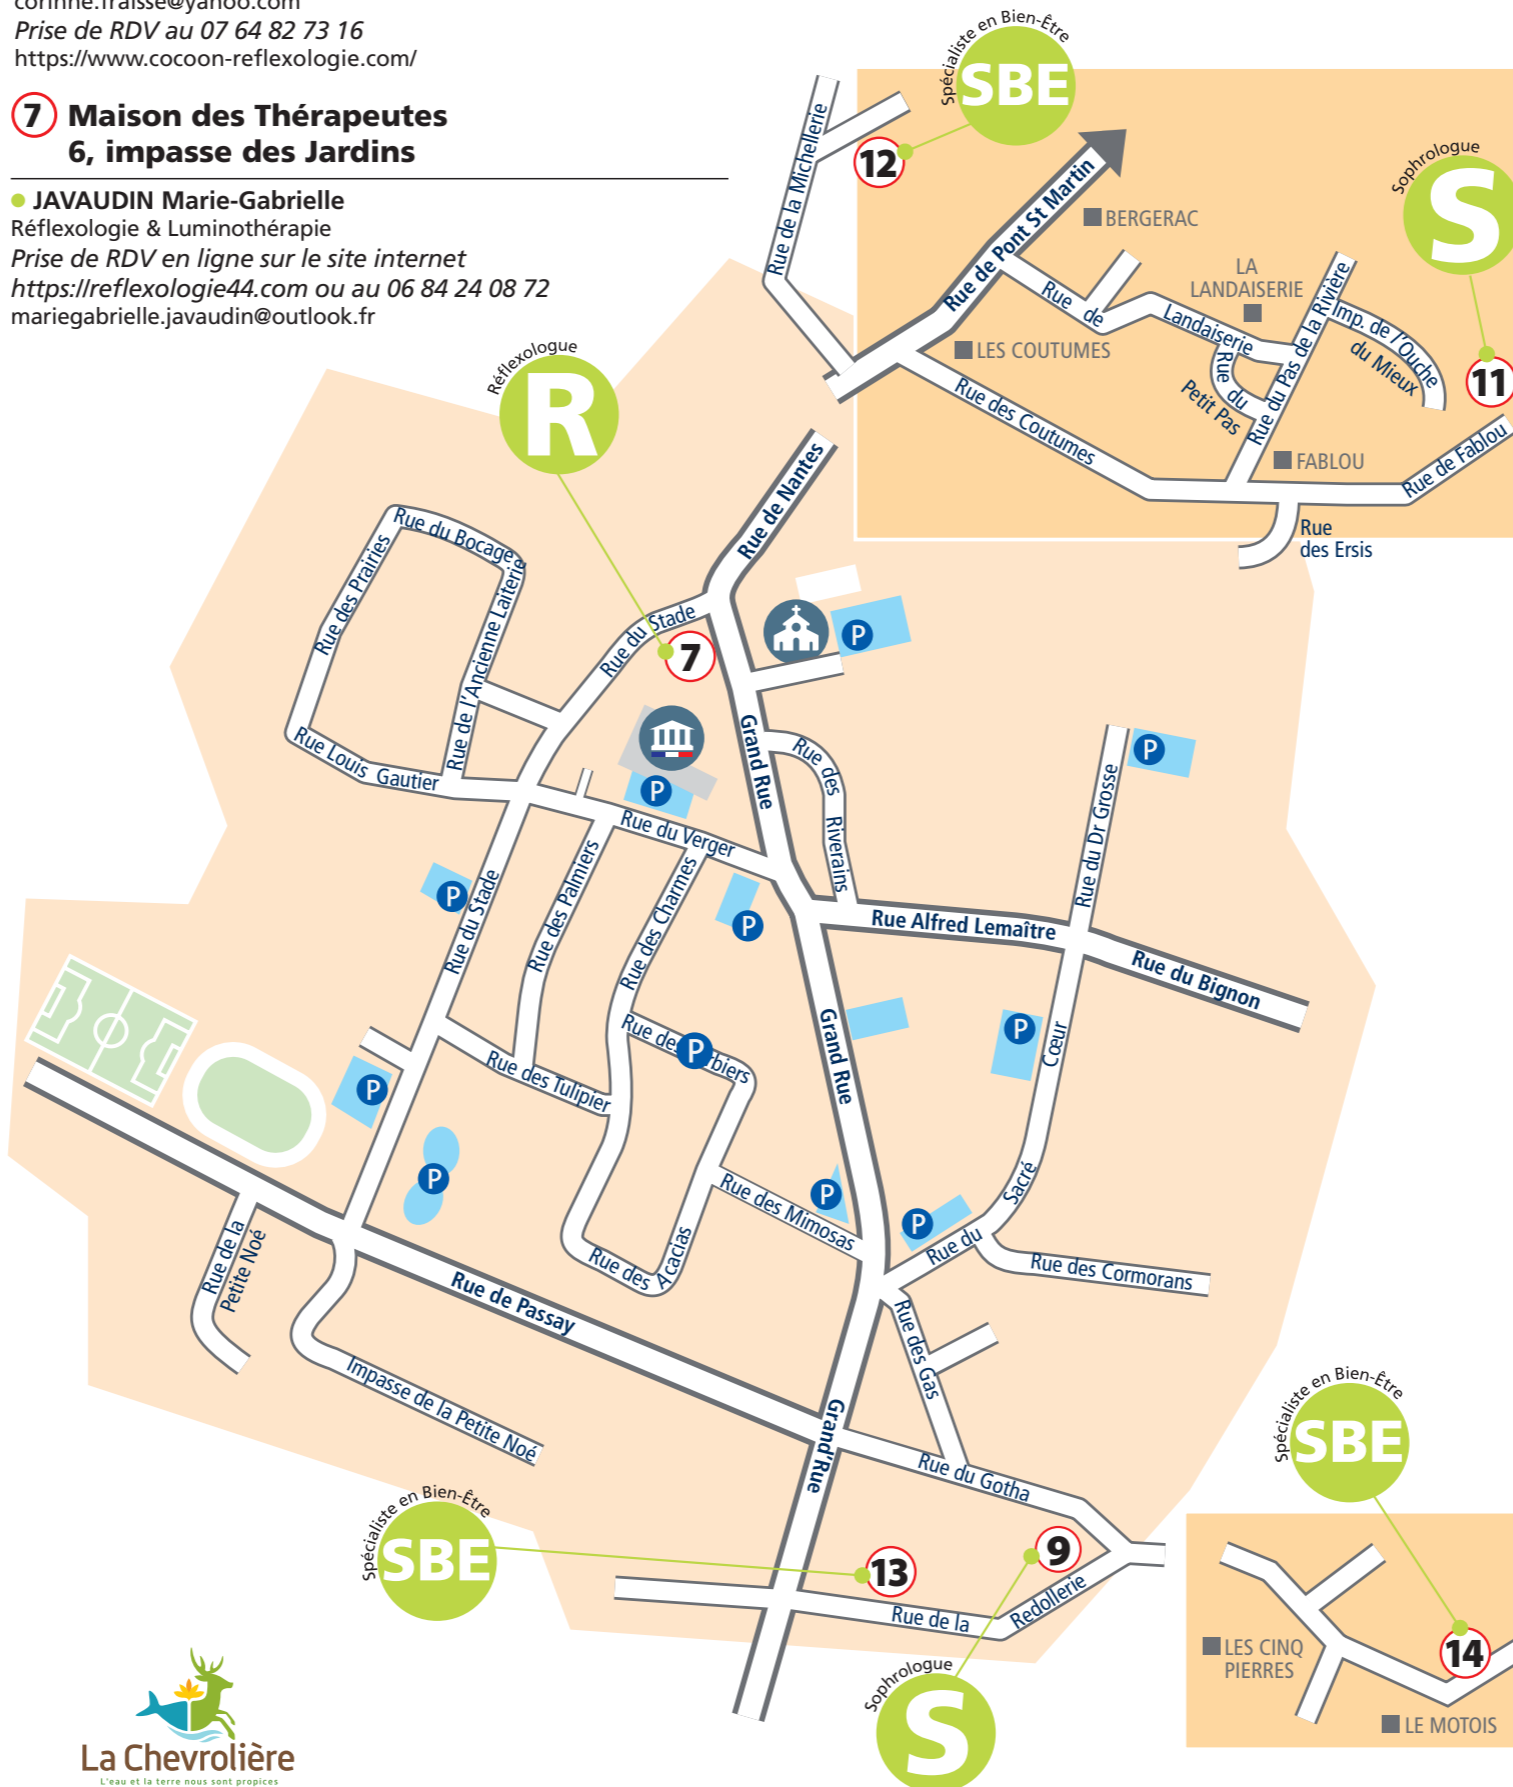 corinne.fraisse@yahoo.com
Prise de RDV au 07 64 82 73 16
https://www.cocoon-reflexologie.com/
7 Maison des Thérapeutes
6, impasse des Jardins
JAVAUDIN Marie-Gabrielle
Réflexologie & Luminothérapie
Prise de RDV en ligne sur le site internet
https://reflexologie44.com ou au 06 84 24 08 72
mariegabrielle.javaudin@outlook.fr
Spécialiste en Bien-Être
SBE
12
Sophrologue
S
11
Rue de la Michellerie
Rue de Pont St Martin
BERGERAC
LA
LANDAISERIE
Rue de
Landaiserie
LES COUTUMES
Rue des Coutumes
Rue du
Petit Pas
Rue du Pas de la Rivière
Imp. de l'Ouche
du Mieux
FABLOU
Rue de Fablou
Rue
des Ersis
Réflexologue
R
7
Rue de Nantes
Rue du Bocage
Rue des Prairies
Rue de l'Ancienne Laiterie
Rue Louis Gautier
Rue du Stade
P
Grand Rue
Rue des
Riverains
P
Rue du Verger
Rue du Dr Grosse
P
Rue des Palmiers
Rue des Charmes
P
P
Rue du Stade
Rue Alfred Lemaître
Rue du Bignon
Grand Rue
P
Cœur
Rue de
P
biers
Rue des Tulipier
P
P
Rue des Mimosas
P
P
Rue du
Sacré
Rue des Cormorans
Rue des
Acacias
Rue de la
Petite Noé
Rue de Passay
Impasse de la Petite Noé
Rue des Gas
Grand'Rue
Rue du Gotha
Spécialiste en Bien-Être
SBE
13
9
Rue de la
Redollerie
Sophrologue
S
Spécialiste en Bien-Être
SBE
14
LES CINQ
PIERRES
LE MOTOIS
La Chevrolière
L'eau et la terre nous sont propices